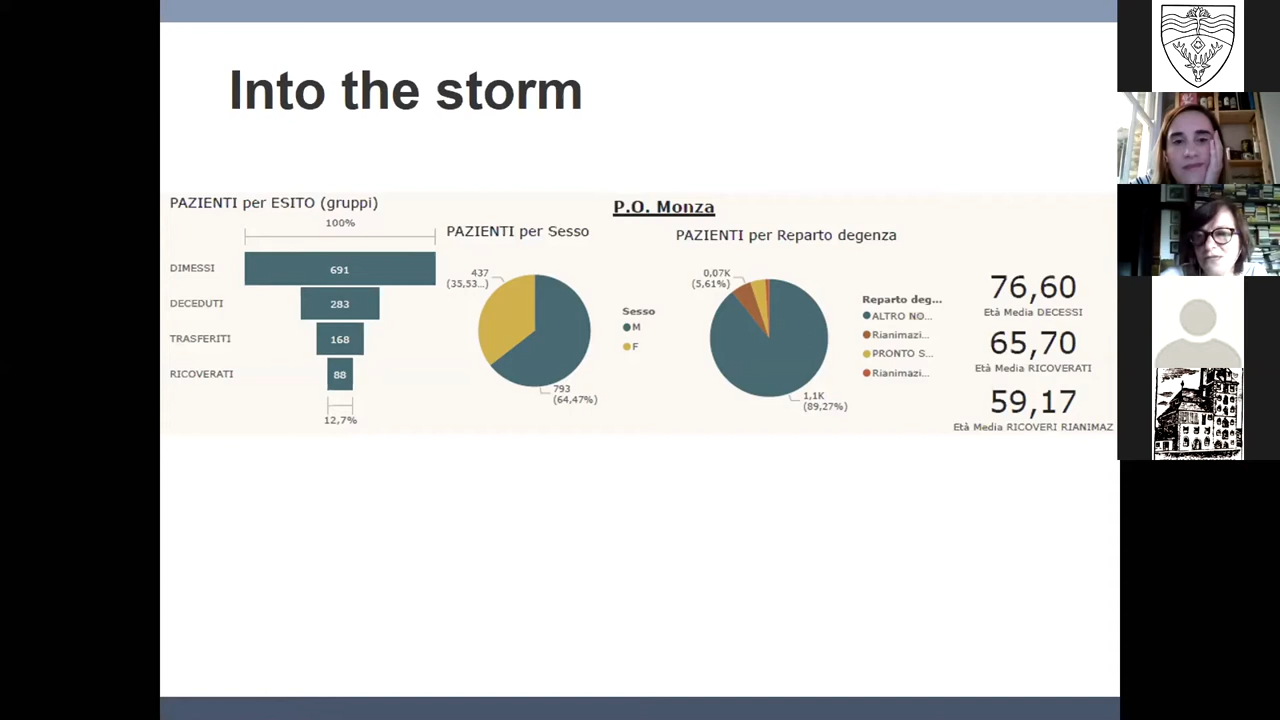 Into the storm
P.O. Monza
PAZIENTI per ESITO (gruppi)
100%
DIMESSI 691
DECEDUTI 283
TRASFERITI 168
RICOVERATI 88
12,7%
PAZIENTI per Sesso
437
(35,53...)
793
(64,47%)
Sesso
M
F
PAZIENTI per Reparto degenza
0,07K
(5,61%)
1,1K
(89,27%)
Reparto deg...
ALTRO NO...
Rianimazi...
PRONTO S...
Rianimazi...
76,60
Età Media DECESSI
65,70
Età Media RICOVERATI
59,17
Età Media RICOVERI RIANIMAZ